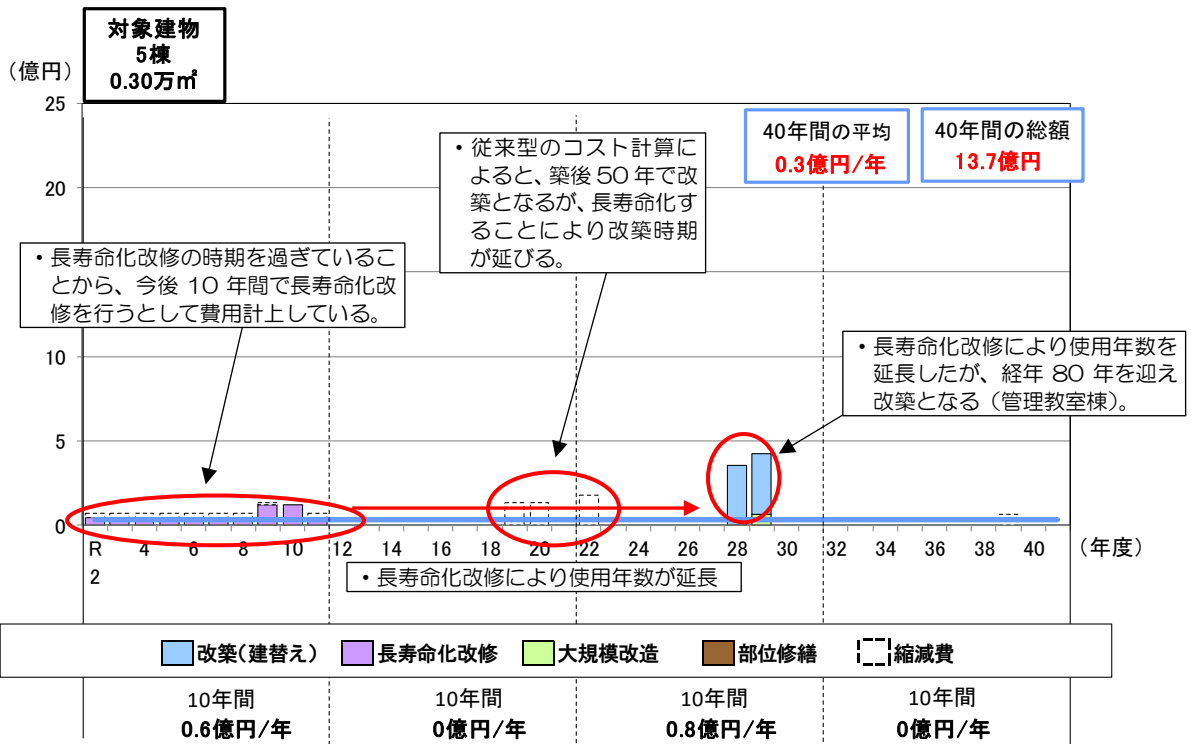 対象建物
5棟
0.30万㎡
（億円）
25
20
15
10
5
0
40年間の平均
0.3億円/年
40年間の総額
13.7億円
・従来型のコスト計算に
よると、築後 50 年で改
築となるが、長寿命化す
ることにより改築時期
が延びる。
・長寿命化改修の時期を過ぎているこ
とから、今後 10 年間で長寿命化改
修を行うとして費用計上している。
・長寿命化改修により使用年数を
延長したが、経年 80 年を迎え
改築となる（管理教室棟）。
R 4 6 8 10 12 14 16 18 20 22 24 26 28 30 32 34 36 38 40 （年度）
2
・長寿命化改修により使用年数が延長
改築(建替え) 長寿命化改修 大規模改造 部位修繕 縮減費
10年間 10年間 10年間 10年間
0.6億円/年 0億円/年 0.8億円/年 0億円/年